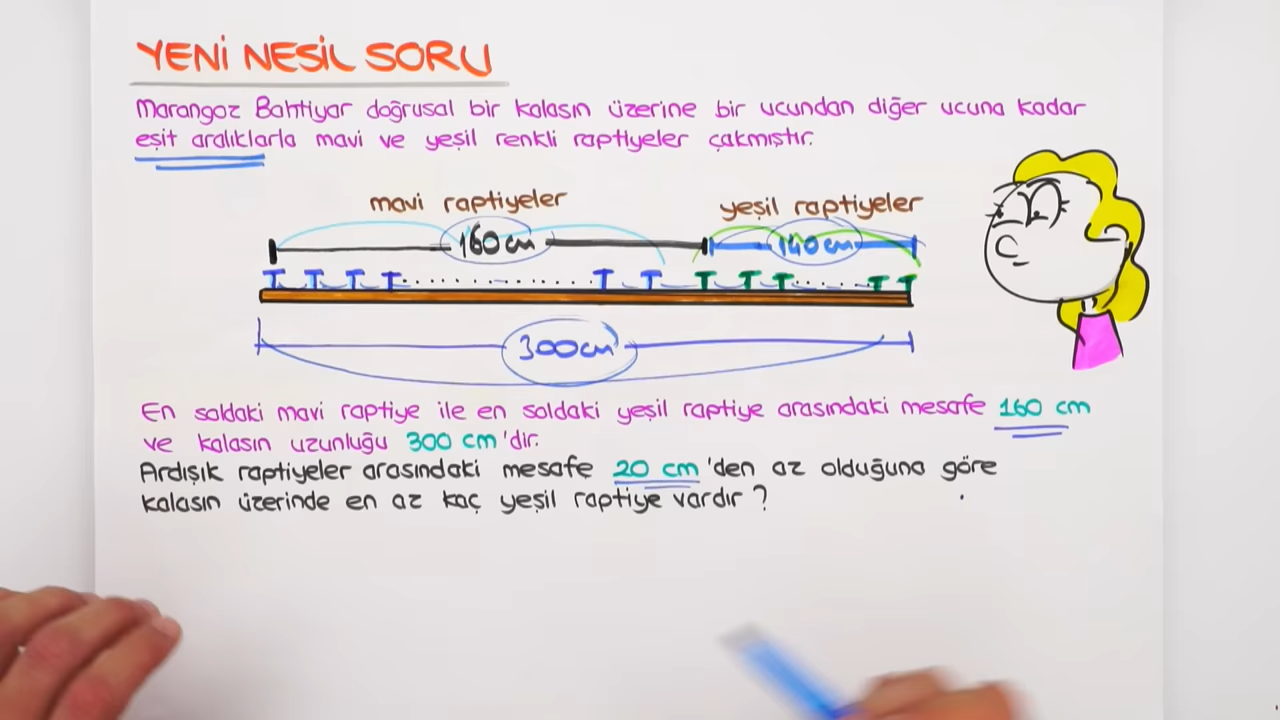 YENİ NESİL SORU
Marangoz Bahtiyar doğrusal bir kalasın üzerine bir ucundan diğer ucuna kadar
eşit aralıklarla mavi ve yeşil renkli raptiyeler çakmıştır.
mavi raptiyeler yeşil raptiyeler
160 cm 140 cm
300 cm
En soldaki mavi raptiye ile en soldaki yeşil raptiye arasındaki mesafe 160 cm
ve kalasın uzunluğu 300 cm'dir.
Ardışık raptiyeler arasındaki mesafe 20 cm'den az olduğuna göre
kalasın üzerinde en az kaç yeşil raptiye vardır?